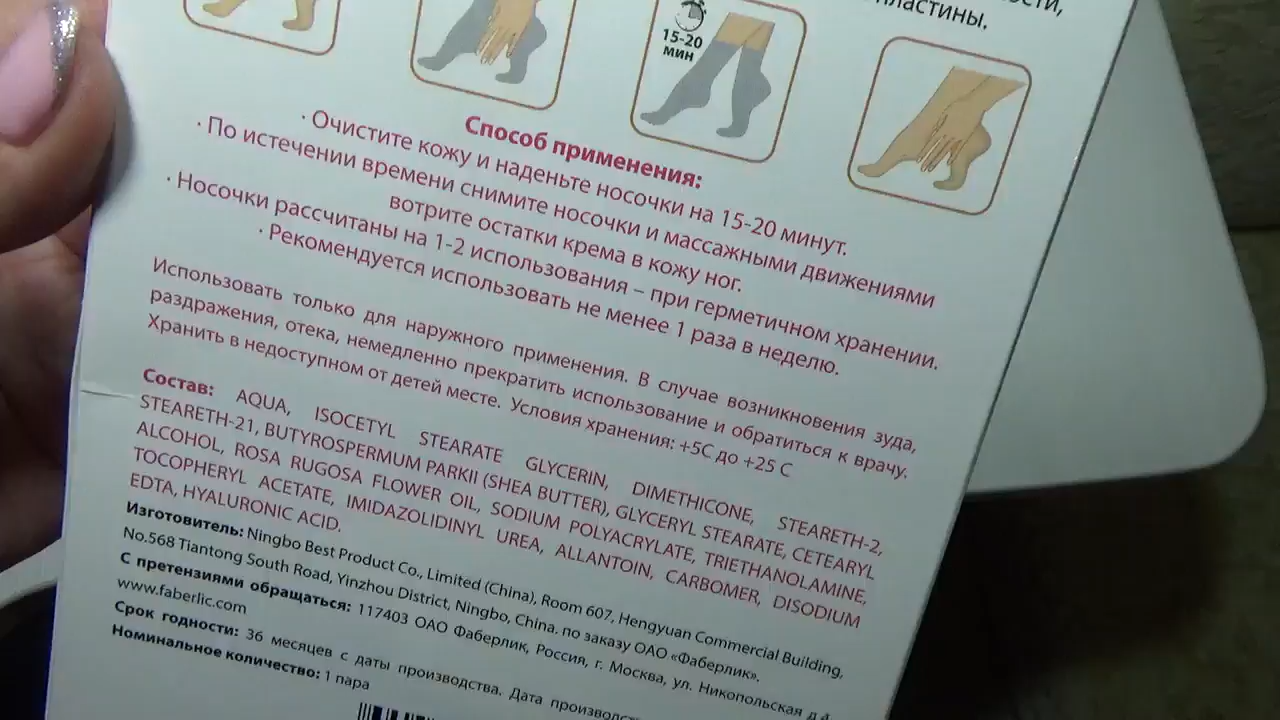 пластины.
15-20
мин
Способ применения:
· Очистите кожу и наденьте носочки на 15-20 минут.
· По истечении времени снимите носочки и массажными движениями
вотрите остатки крема в кожу ног.
· Носочки рассчитаны на 1-2 использования – при герметичном хранении.
· Рекомендуется использовать не менее 1 раза в неделю.
Использовать только для наружного применения. В случае возникновения зуда,
раздражения, отека, немедленно прекратить использование и обратиться к врачу.
Хранить в недоступном от детей месте. Условия хранения: +5С до +25 С
Состав: AQUA, ISOCETYL STEARATE GLYCERIN, DIMETHICONE, STEARETH-2,
STEARETH-21, BUTYROSPERMUM PARKII (SHEA BUTTER), GLYCERYL STEARATE, CETEARYL
ALCOHOL, ROSA RUGOSA FLOWER OIL, SODIUM POLYACRYLATE, TRIETHANOLAMINE,
TOCOPHERYL ACETATE, IMIDAZOLIDINYL UREA, ALLANTOIN, CARBOMER, DISODIUM
EDTA, HYALURONIC ACID.
Изготовитель: Ningbo Best Product Co., Limited (China), Room 607, Hengyuan Commercial Building,
No.568 Tiantong South Road, Yinzhou District, Ningbo, China. по заказу ОАО «Фаберлик».
С претензиями обращаться: 117403 ОАО Фаберлик, Россия, г. Москва, ул. Никопольская д.4
www.faberlic.com
Срок годности: 36 месяцев с даты производства. Дата
Номинальное количество: 1 пара